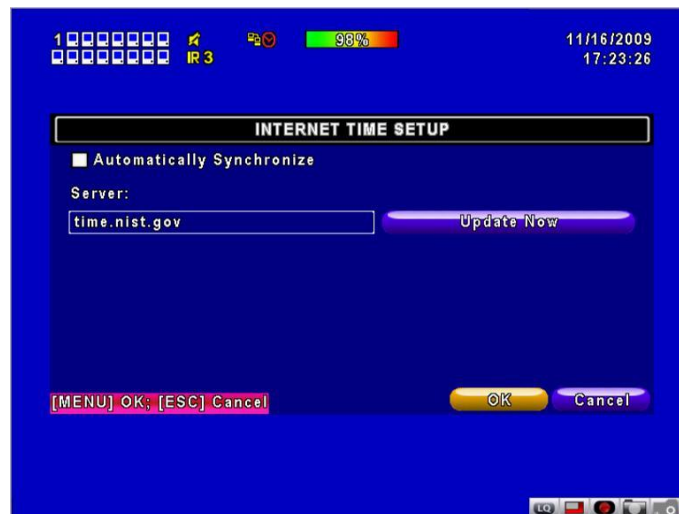 1 98% 11/16/2009
IR 3 17:23:26
INTERNET TIME SETUP
Automatically Synchronize
Server:
time.nist.gov Update Now
[MENU] OK; [ESC] Cancel OK Cancel
LQ